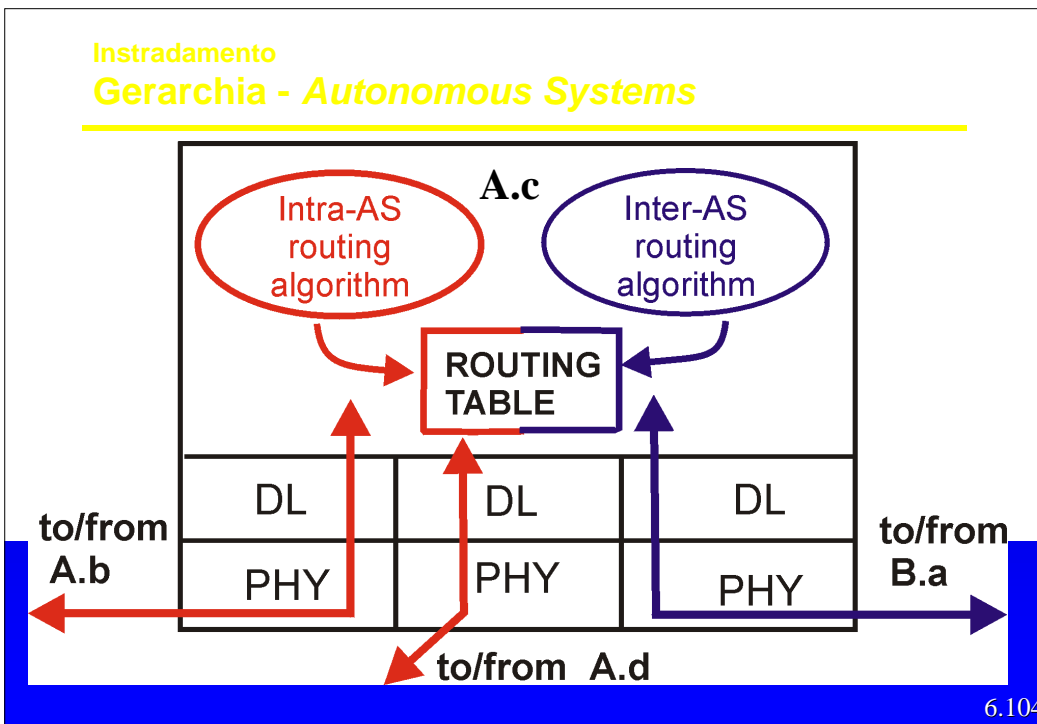 Instradamento
Gerarchia - Autonomous Systems
A.c
Intra-AS
routing
algorithm
Inter-AS
routing
algorithm
ROUTING
TABLE
DL
DL
DL
to/from
A.b
PHY
PHY
PHY
to/from
B.a
to/from A.d
6.104